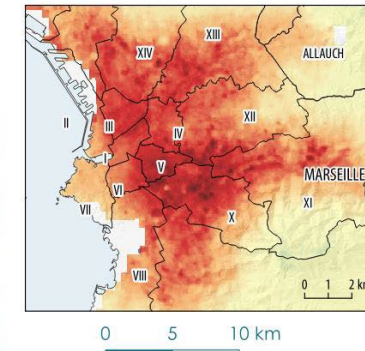 XIII
XIV
ALLAUCH
II
III
XII
IV
I
V
MARSEILLE
VI
XI
VII
X
VIII
0 1 2 k
0 5 10 km